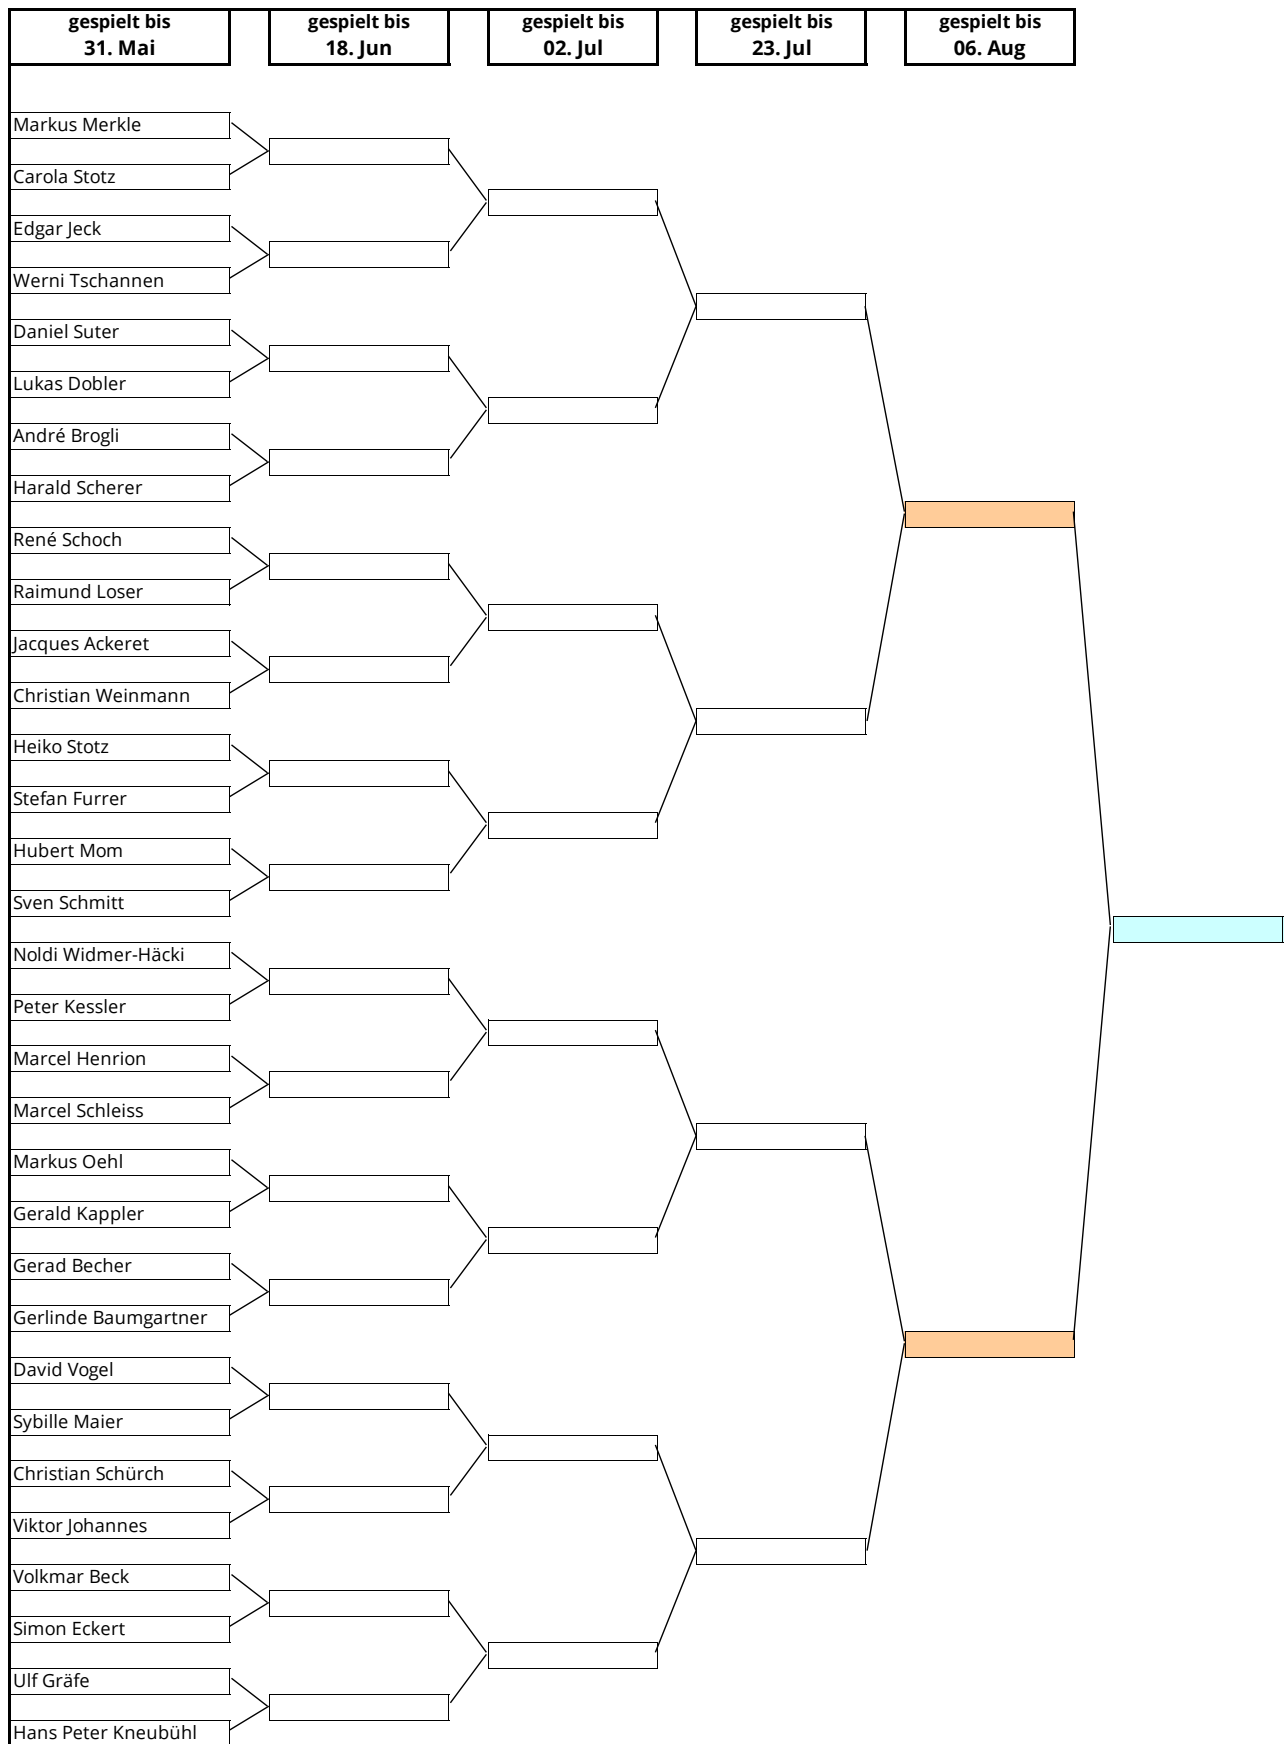 gespielt bis
31. Mai
gespielt bis
18. Jun
gespielt bis
02. Jul
gespielt bis
23. Jul
gespielt bis
06. Aug
Markus Merkle
Carola Stotz
Edgar Jeck
Werni Tschannen
Daniel Suter
Lukas Dobler
André Brogli
Harald Scherer
René Schoch
Raimund Loser
Jacques Ackeret
Christian Weinmann
Heiko Stotz
Stefan Furrer
Hubert Mom
Sven Schmitt
Noldi Widmer-Häcki
Peter Kessler
Marcel Henrion
Marcel Schleiss
Markus Oehl
Gerald Kappler
Gerad Becher
Gerlinde Baumgartner
David Vogel
Sybille Maier
Christian Schürch
Viktor Johannes
Volkmar Beck
Simon Eckert
Ulf Gräfe
Hans Peter Kneubühl